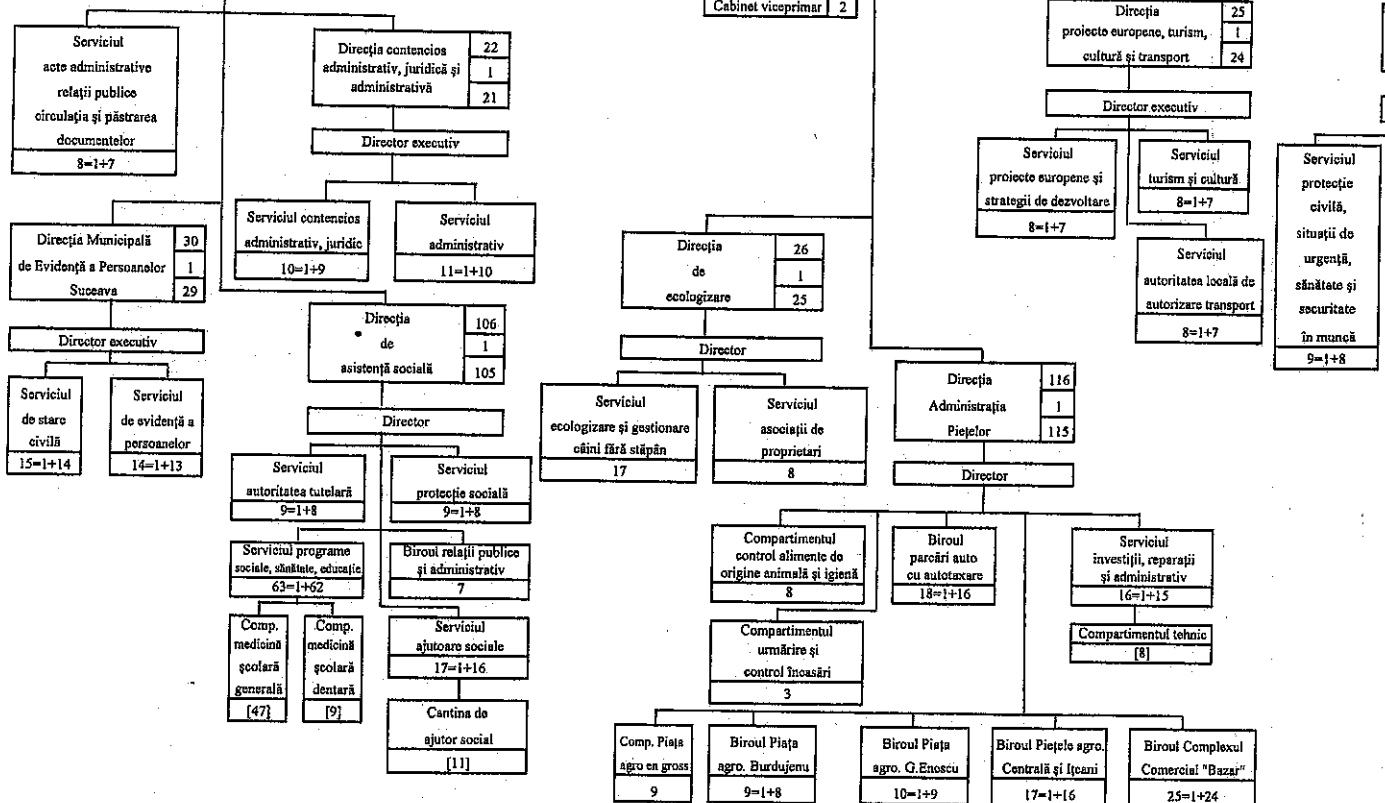 Cabinet viceprimar 2
Serviciul
acte administrative
relații publice
circulația și păstrarea
documentelor
8=1+7
Direcția contencios
administrativ, juridică și
administrativă
22
1
21
Director executiv
Serviciul contencios
administrativ, juridic
10=1+9
Serviciul
administrativ
11=1+10
Direcția Municipală
de Evidență a Persoanelor
Suceava
30
1
29
Director executiv
Serviciul
de stare
civilă
15=1+14
Serviciul
de evidență a
persoanelor
14=1+13
Direcția
de
asistență socială
106
1
105
Director
Serviciul
autoritatea tutelară
9=1+8
Serviciul
protecție socială
9=1+8
Serviciul programe
sociale, sănătate, educație
63=1+62
Biroul relații publice
și administrativ
7
Comp.
medicină
școlară
generală
[47]
Comp.
medicină
școlară
dentară
[9]
Serviciul
ajutoare sociale
17=1+16
Cantina de
ajutor social
[11]
Direcția
de
ecologizare
26
1
25
Director
Serviciul
ecologizare și gestionare
câini fără stăpân
17
Serviciul
asociații de
proprietari
8
Direcția
Administrația
Piețelor
116
1
115
Director
Compartimentul
control alimente de
origine animală și igienă
8
Biroul
parcări auto
cu autotaxare
18=1+16
Serviciul
investiții, reparații
și administrativ
16=1+15
Compartimentul
urmărire și
control încasări
3
Compartimentul tehnic
[8]
Comp. Piața
agro en gross
9
Biroul Piața
agro. Burdujenu
9=1+8
Biroul Piața
agro. G.Enescu
10=1+9
Biroul Piețele agro.
Centrală și Ițcani
17=1+16
Biroul Complexul
Comercial "Bazar"
25=1+24
Direcția
proiecte europene, turism,
cultură și transport
25
1
24
Director executiv
Serviciul
proiecte europene și
strategii de dezvoltare
8=1+7
Serviciul
turism și cultură
8=1+7
Serviciul
autoritatea locală de
autorizare transport
8=1+7
Serviciul
protecție
civilă,
situații de
urgență,
sănătate și
securitate
în muncă
9=1+8